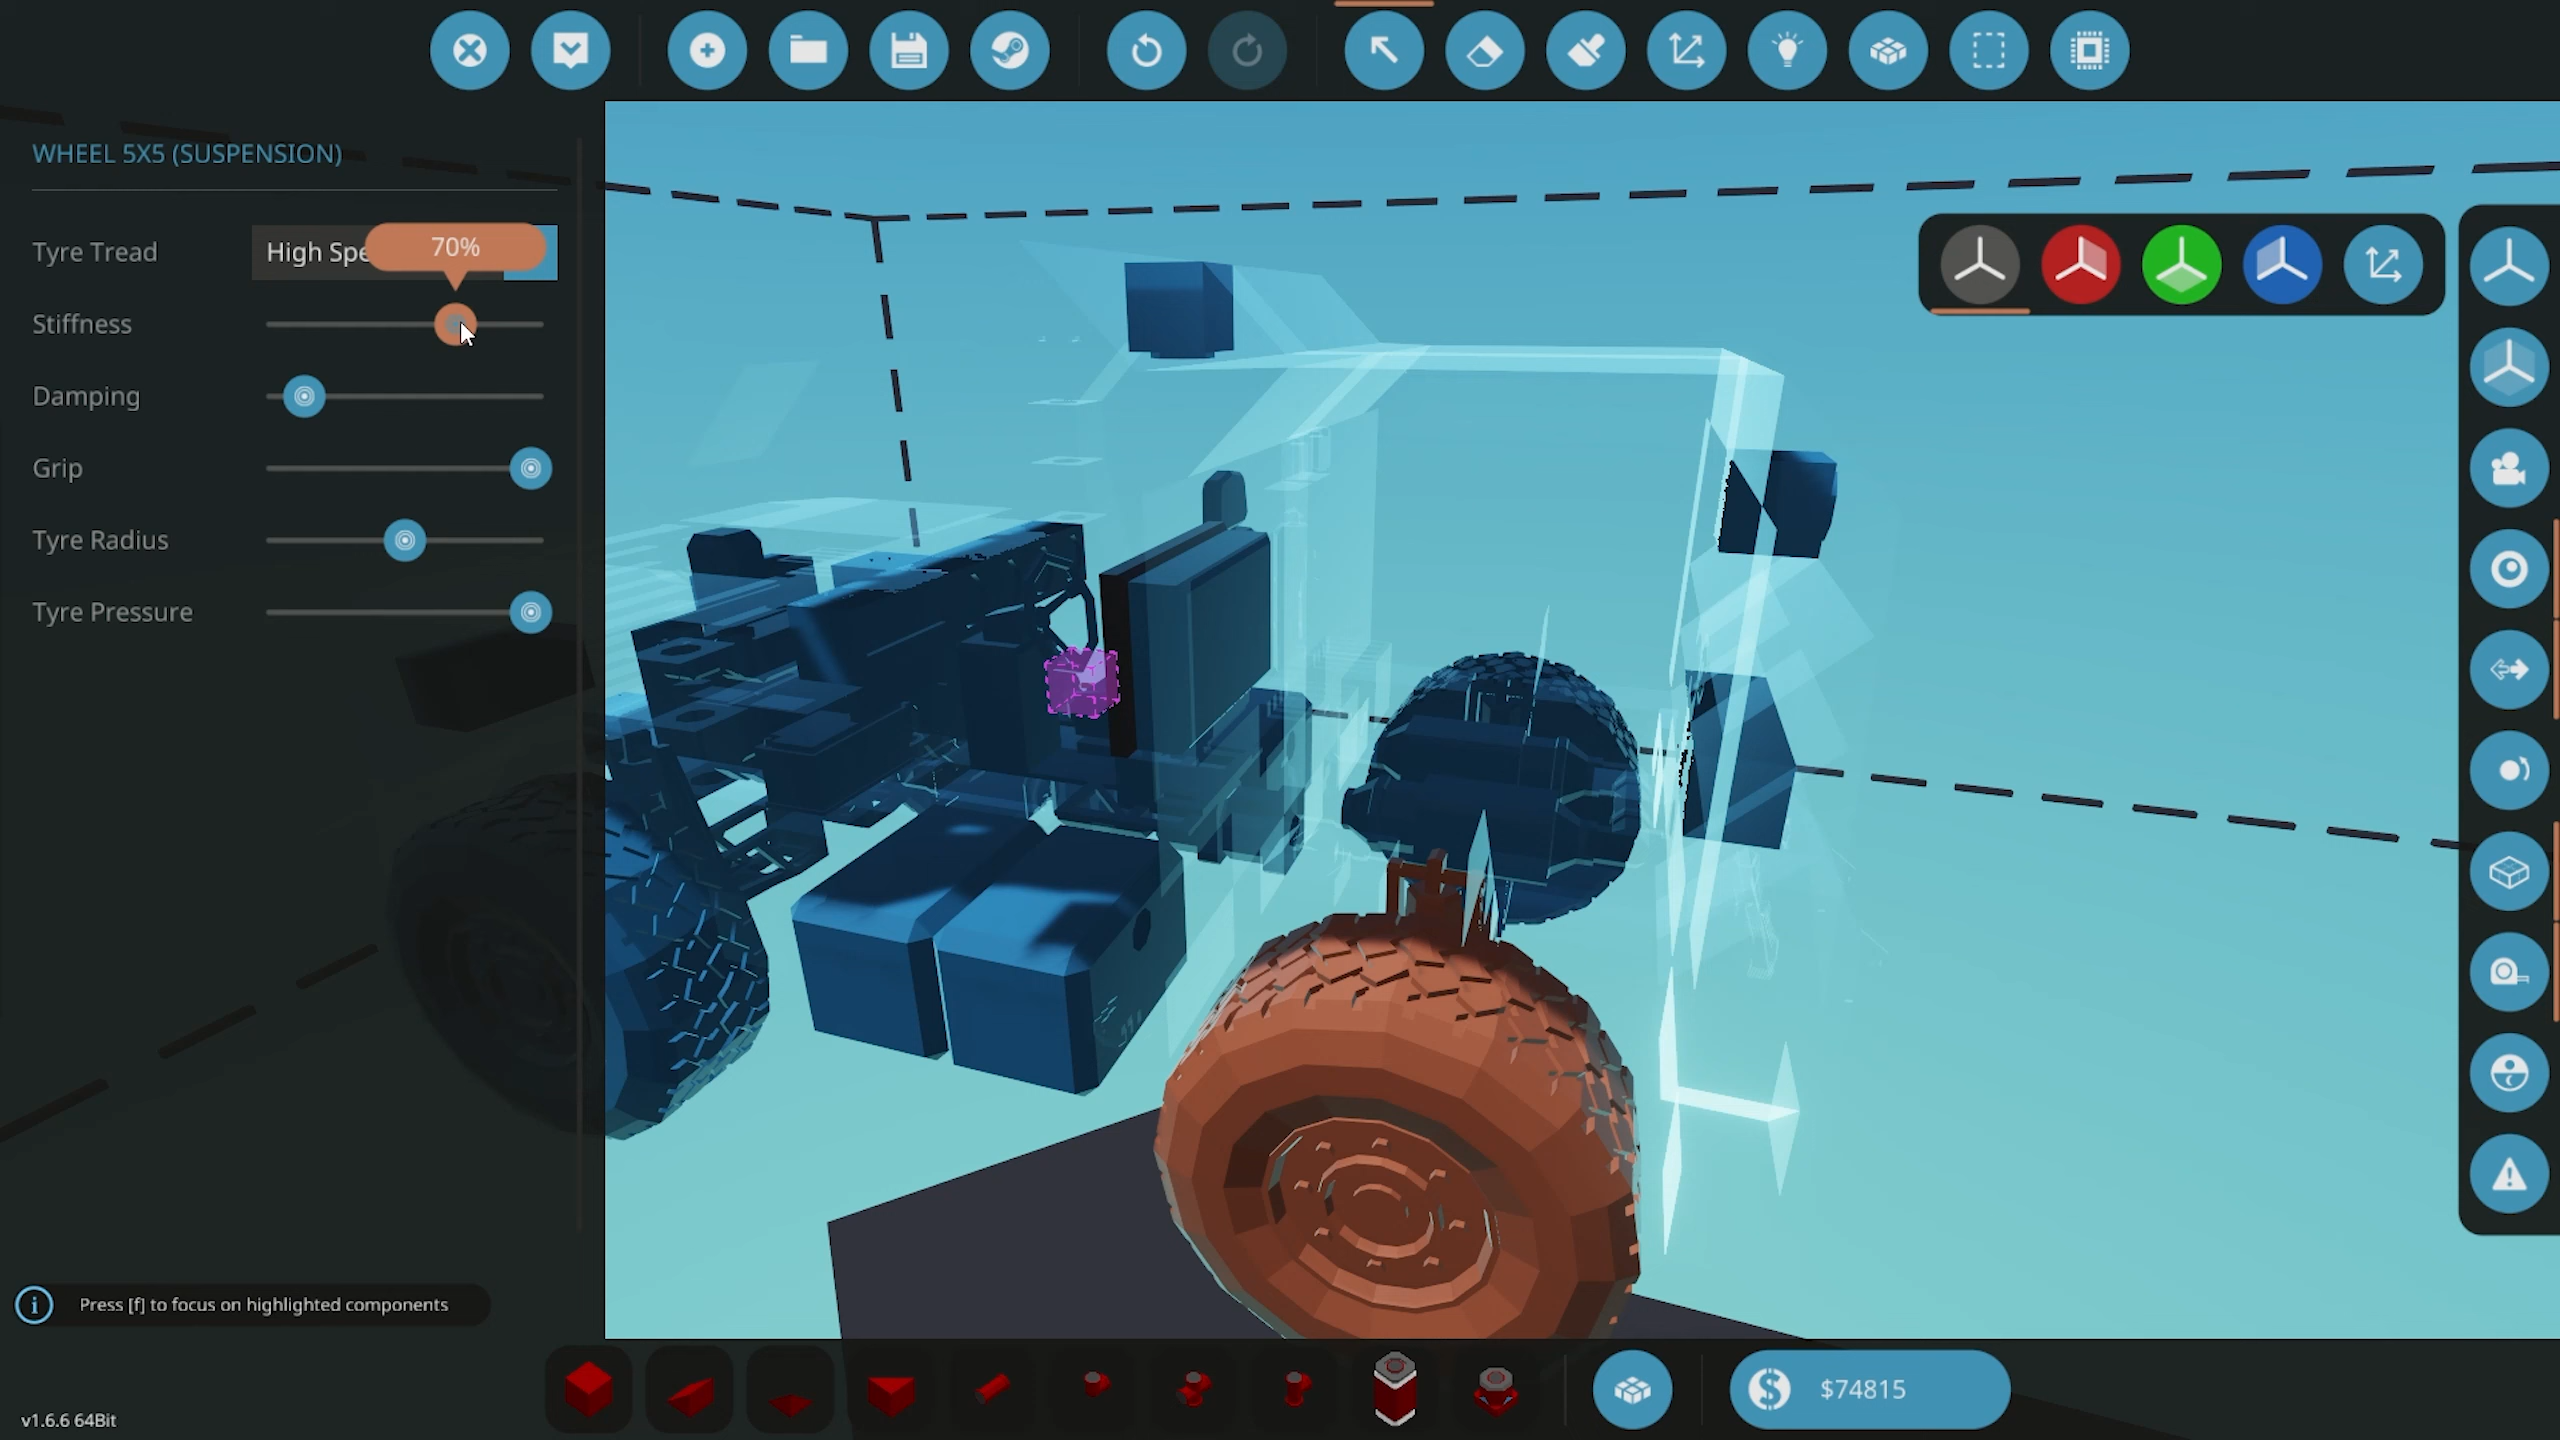 WHEEL 5X5 (SUSPENSION)
Tyre Tread
High Spe
70%
Stiffness
Damping
Grip
Tyre Radius
Tyre Pressure
Press [f] to focus on highlighted components
$74815
v1.6.6 64Bit